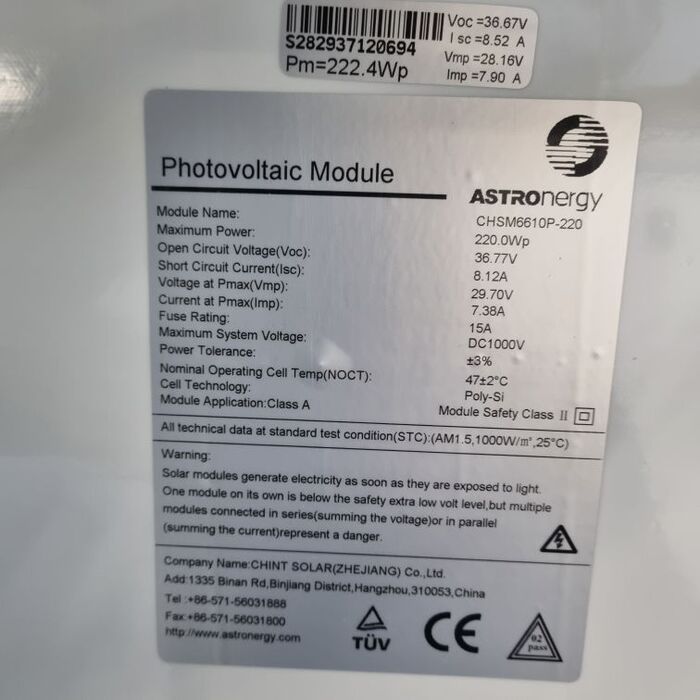 Voc =36.67V
I sc =8.52 A
S282937120694
Vmp =28.16V
Pm=222.4Wp
Imp =7.90 A
Photovoltaic Module
ASTROnergy
Module Name: CHSM6610P-220
Maximum Power: 220.0Wp
Open Circuit Voltage(Voc): 36.77V
Short Circuit Current(Isc): 8.12A
Voltage at Pmax(Vmp): 29.70V
Current at Pmax(Imp): 7.38A
Fuse Rating: 15A
Maximum System Voltage: DC1000V
Power Tolerance: ±3%
Nominal Operating Cell Temp(NOCT): 47±2°C
Cell Technology: Poly-Si
Module Application:Class A Module Safety Class II
All technical data at standard test condition(STC):(AM1.5,1000W/m²,25°C)
Warning:
Solar modules generate electricity as soon as they are exposed to light.
One module on its own is below the safety extra low volt level,but multiple
modules connected in series(summing the voltage)or in parallel
(summing the current)represent a danger.
Company Name:CHINT SOLAR(ZHEJIANG) Co.,Ltd.
Add:1335 Binan Rd,Binjiang District,Hangzhou,310053,China
Tel :+86-571-56031888
Fax:+86-571-56031800
http://www.astronergy.com
TÜV
CE
02
pass